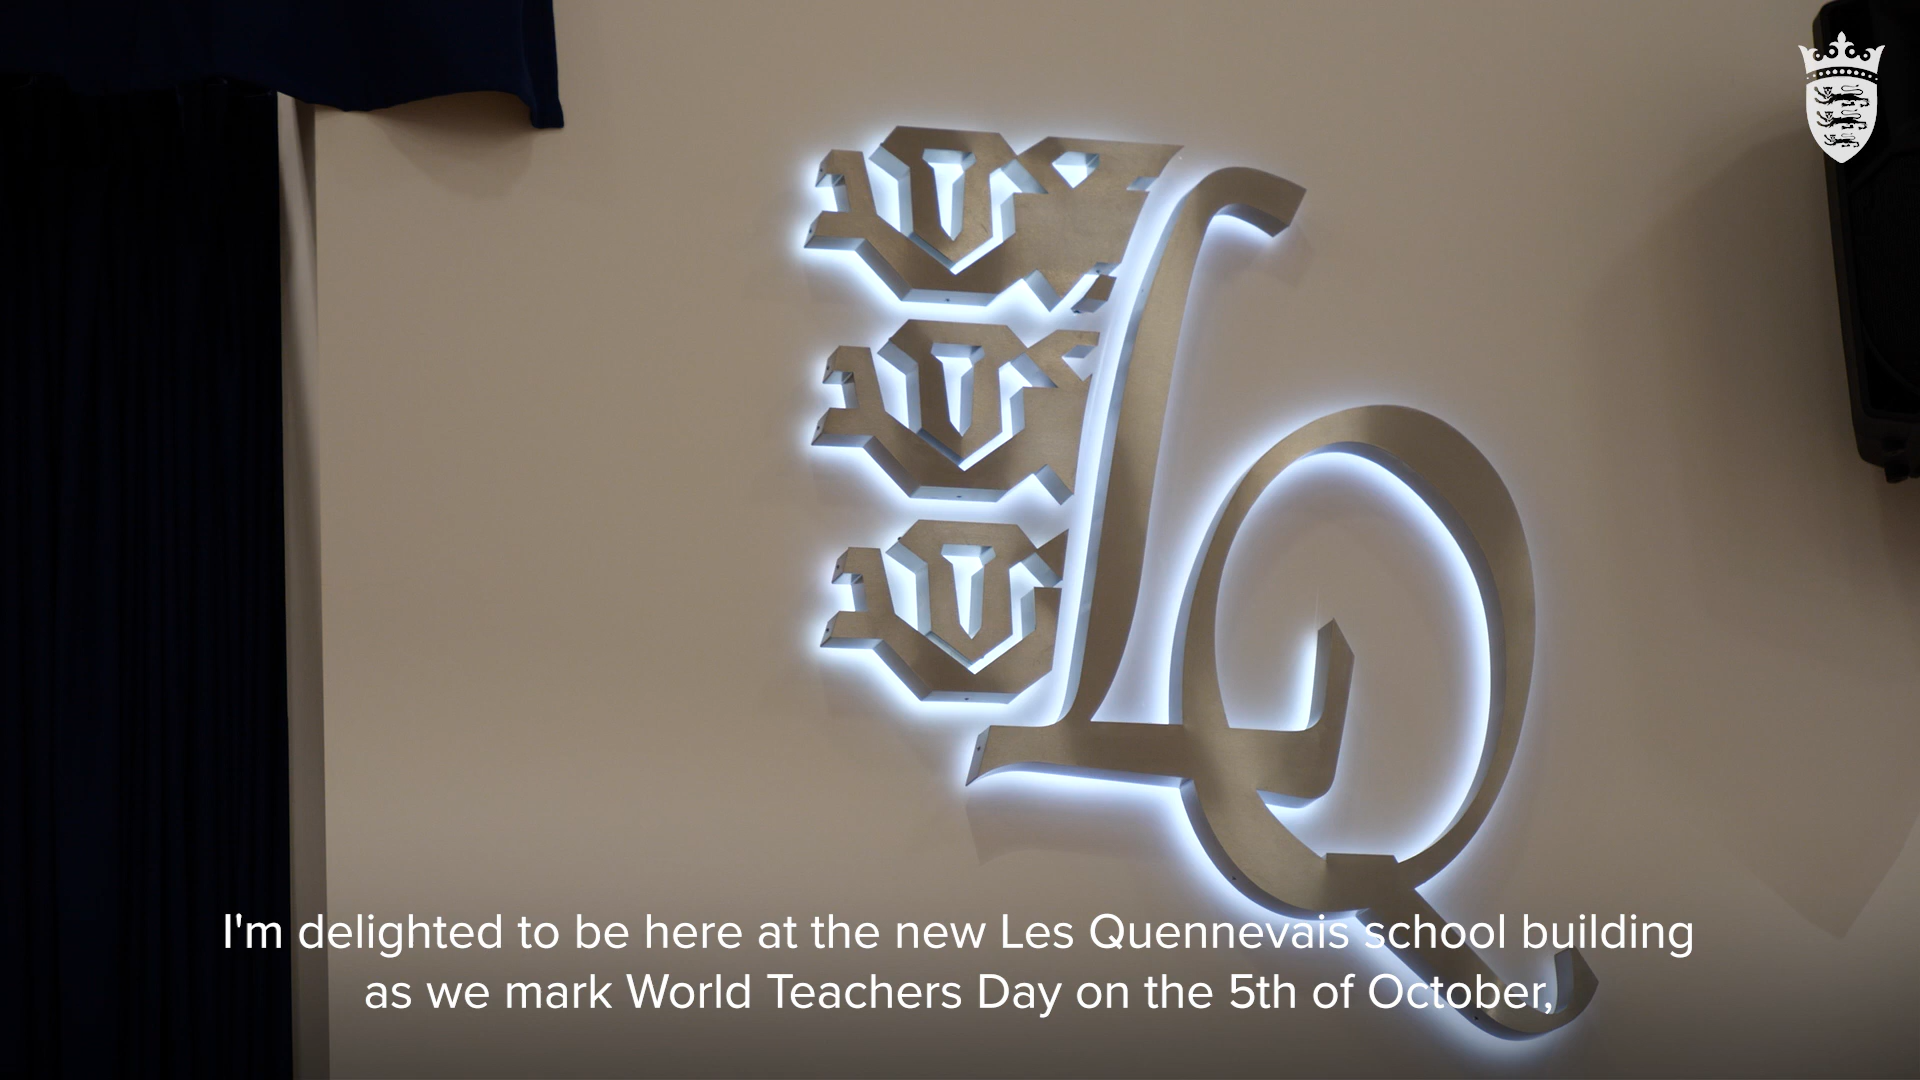 LQ
I'm delighted to be here at the new Les Quennevais school building
as we mark World Teachers Day on the 5th of October,